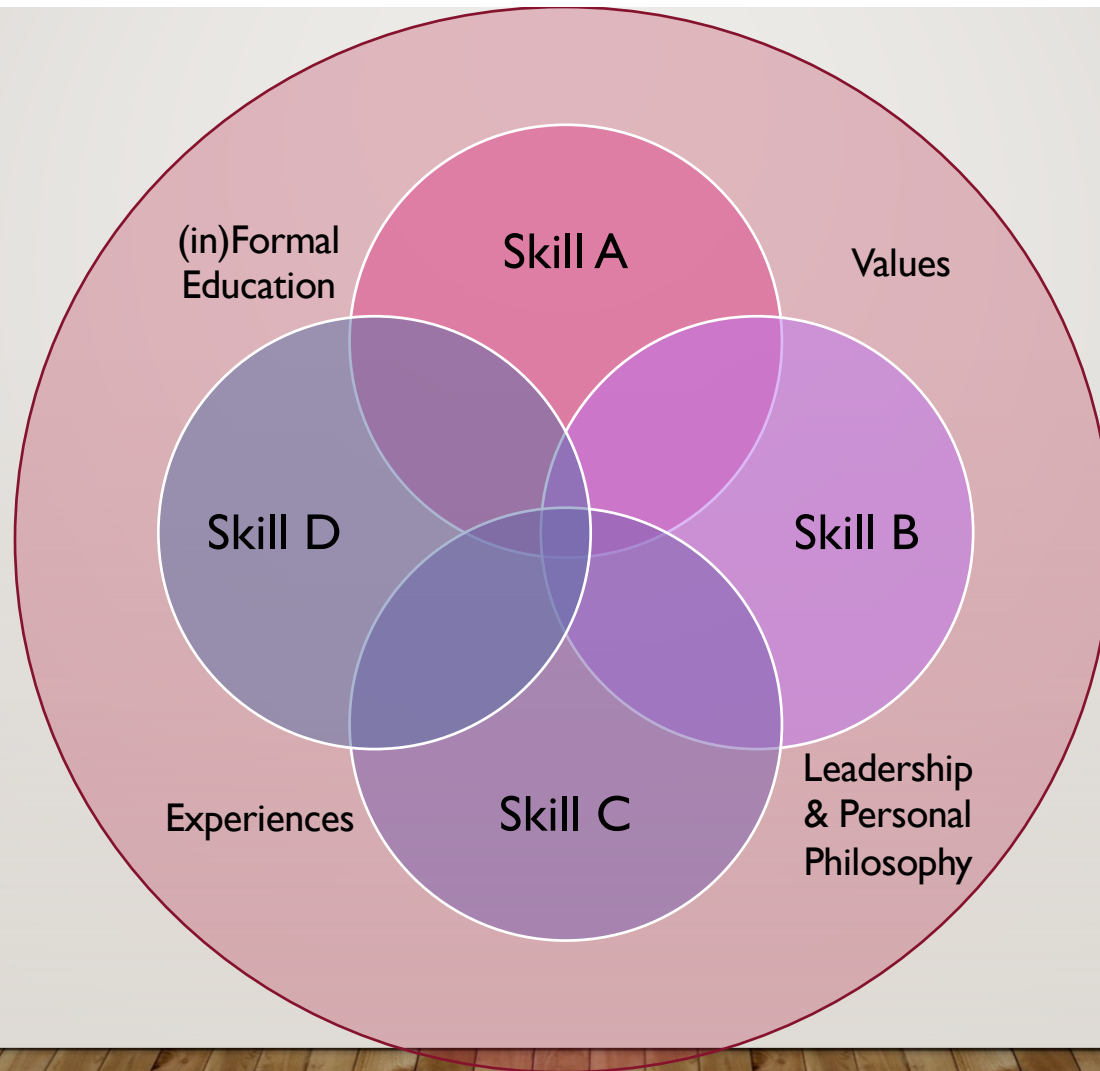 (in)Formal
Education
Skill A
Values
Skill D
Skill B
Experiences
Skill C
Leadership
& Personal
Philosophy